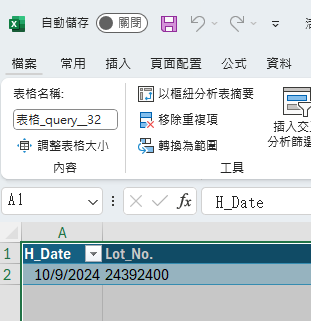 自動儲存 關閉 活
檔案 常用 插入 頁面配置 公式 資料
表格名稱:
表格_query__32
調整表格大小
內容
以樞紐分析表摘要
移除重複項
轉換為範圍
工具
插入交
分析篩選
A1 fx H_Date
A
1 H_Date Lot_No.
2 10/9/2024 24392400